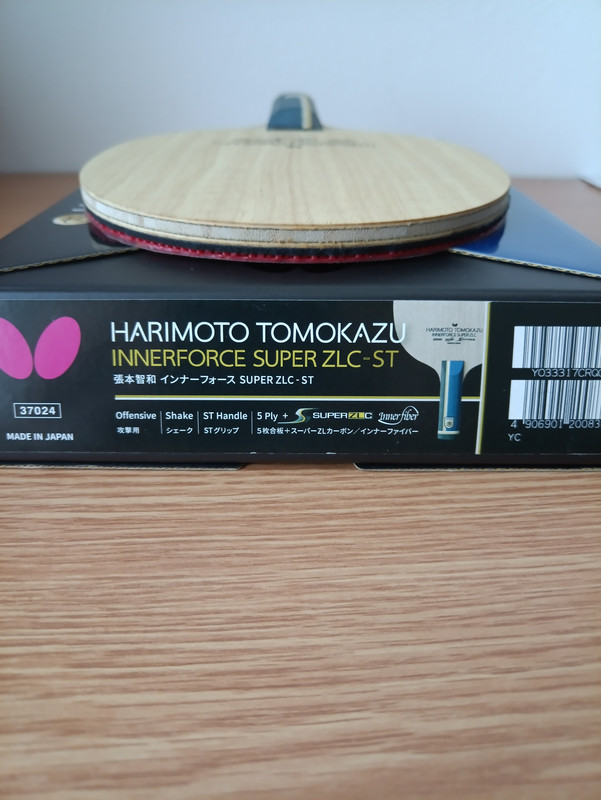 HARIMOTO TOMOKAZU
INNERFORCE SUPER ZLC-ST
張本智和 インナーフォース SUPER ZLC-ST
37024
MADE IN JAPAN
Offensive
攻撃用
Shake
シェーク
ST Handle
STグリップ
5 Ply + SUPER ZLC Innerfiber
5枚合板+スーパーZLカーボン/インナーファイバー
HARIMOTO TOMOKAZU
INNERFORCE SUPER ZLC
Y033317CRQ
4 906901 20083
YC